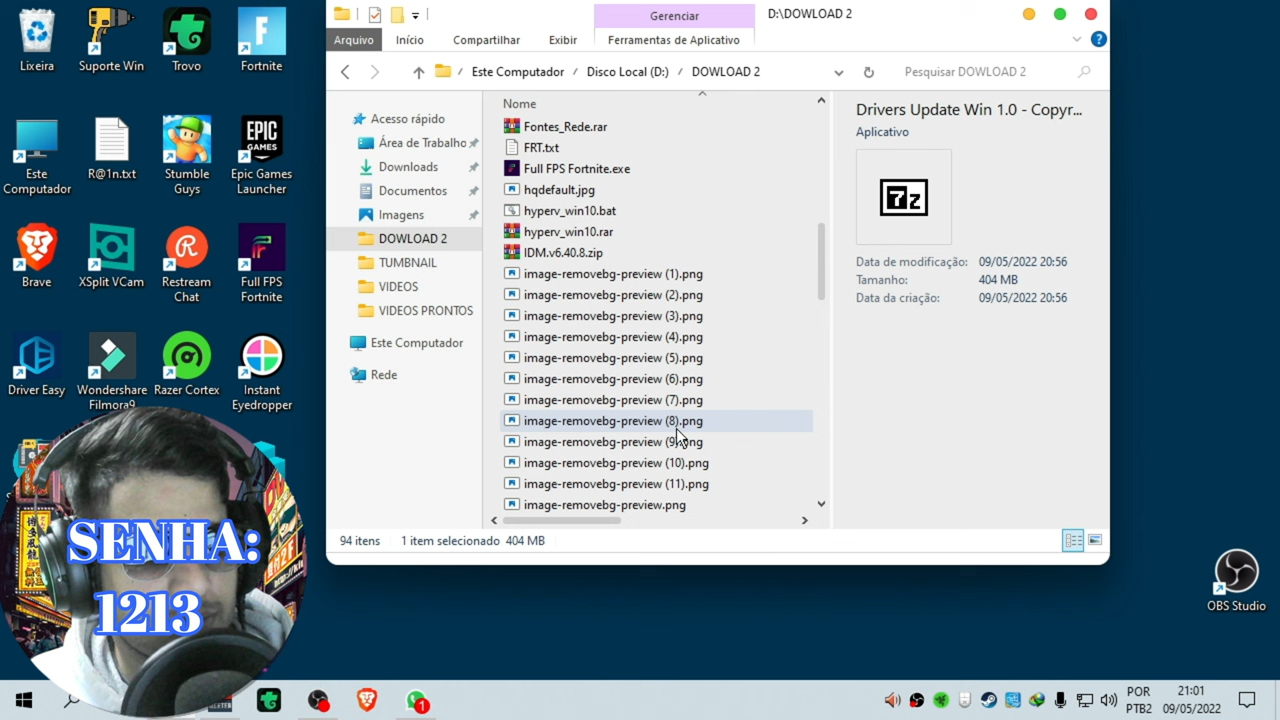 Lixeira
Suporte Win
Trovo
Fortnite
Este
Computador
R@1n.txt
Stumble
Guys
Epic Games
Launcher
EPIC
GAMES
Brave
XSplit VCam
Restream
Chat
Full FPS
Fortnite
Driver Easy
Wondershare
Filmora9
Razer Cortex
Instant
Eyedropper
SENHA:
1213
Gerenciar
D:\DOWLOAD 2
Arquivo
Início
Compartilhar
Exibir
Ferramentas de Aplicativo
Este Computador
Disco Local (D:)
DOWLOAD 2
Pesquisar DOWLOAD 2
Acesso rápido
Área de Trabalho
Downloads
Documentos
Imagens
DOWLOAD 2
TUMBNAIL
VIDEOS
VIDEOS PRONTOS
Este Computador
Rede
Nome
Fontes_Rede.rar
FRT.txt
Full FPS Fortnite.exe
hqdefault.jpg
hyperv_win10.bat
hyperv_win10.rar
IDM.v6.40.8.zip
image-removebg-preview (1).png
image-removebg-preview (2).png
image-removebg-preview (3).png
image-removebg-preview (4).png
image-removebg-preview (5).png
image-removebg-preview (6).png
image-removebg-preview (7).png
image-removebg-preview (8).png
image-removebg-preview (9).png
image-removebg-preview (10).png
image-removebg-preview (11).png
image-removebg-preview.png
Drivers Update Win 1.0 - Copyr...
Aplicativo
7z
Data de modificação: 09/05/2022 20:56
Tamanho: 404 MB
Data da criação: 09/05/2022 20:56
94 itens
1 item selecionado 404 MB
OBS Studio
1
POR
PTB2
21:01
09/05/2022